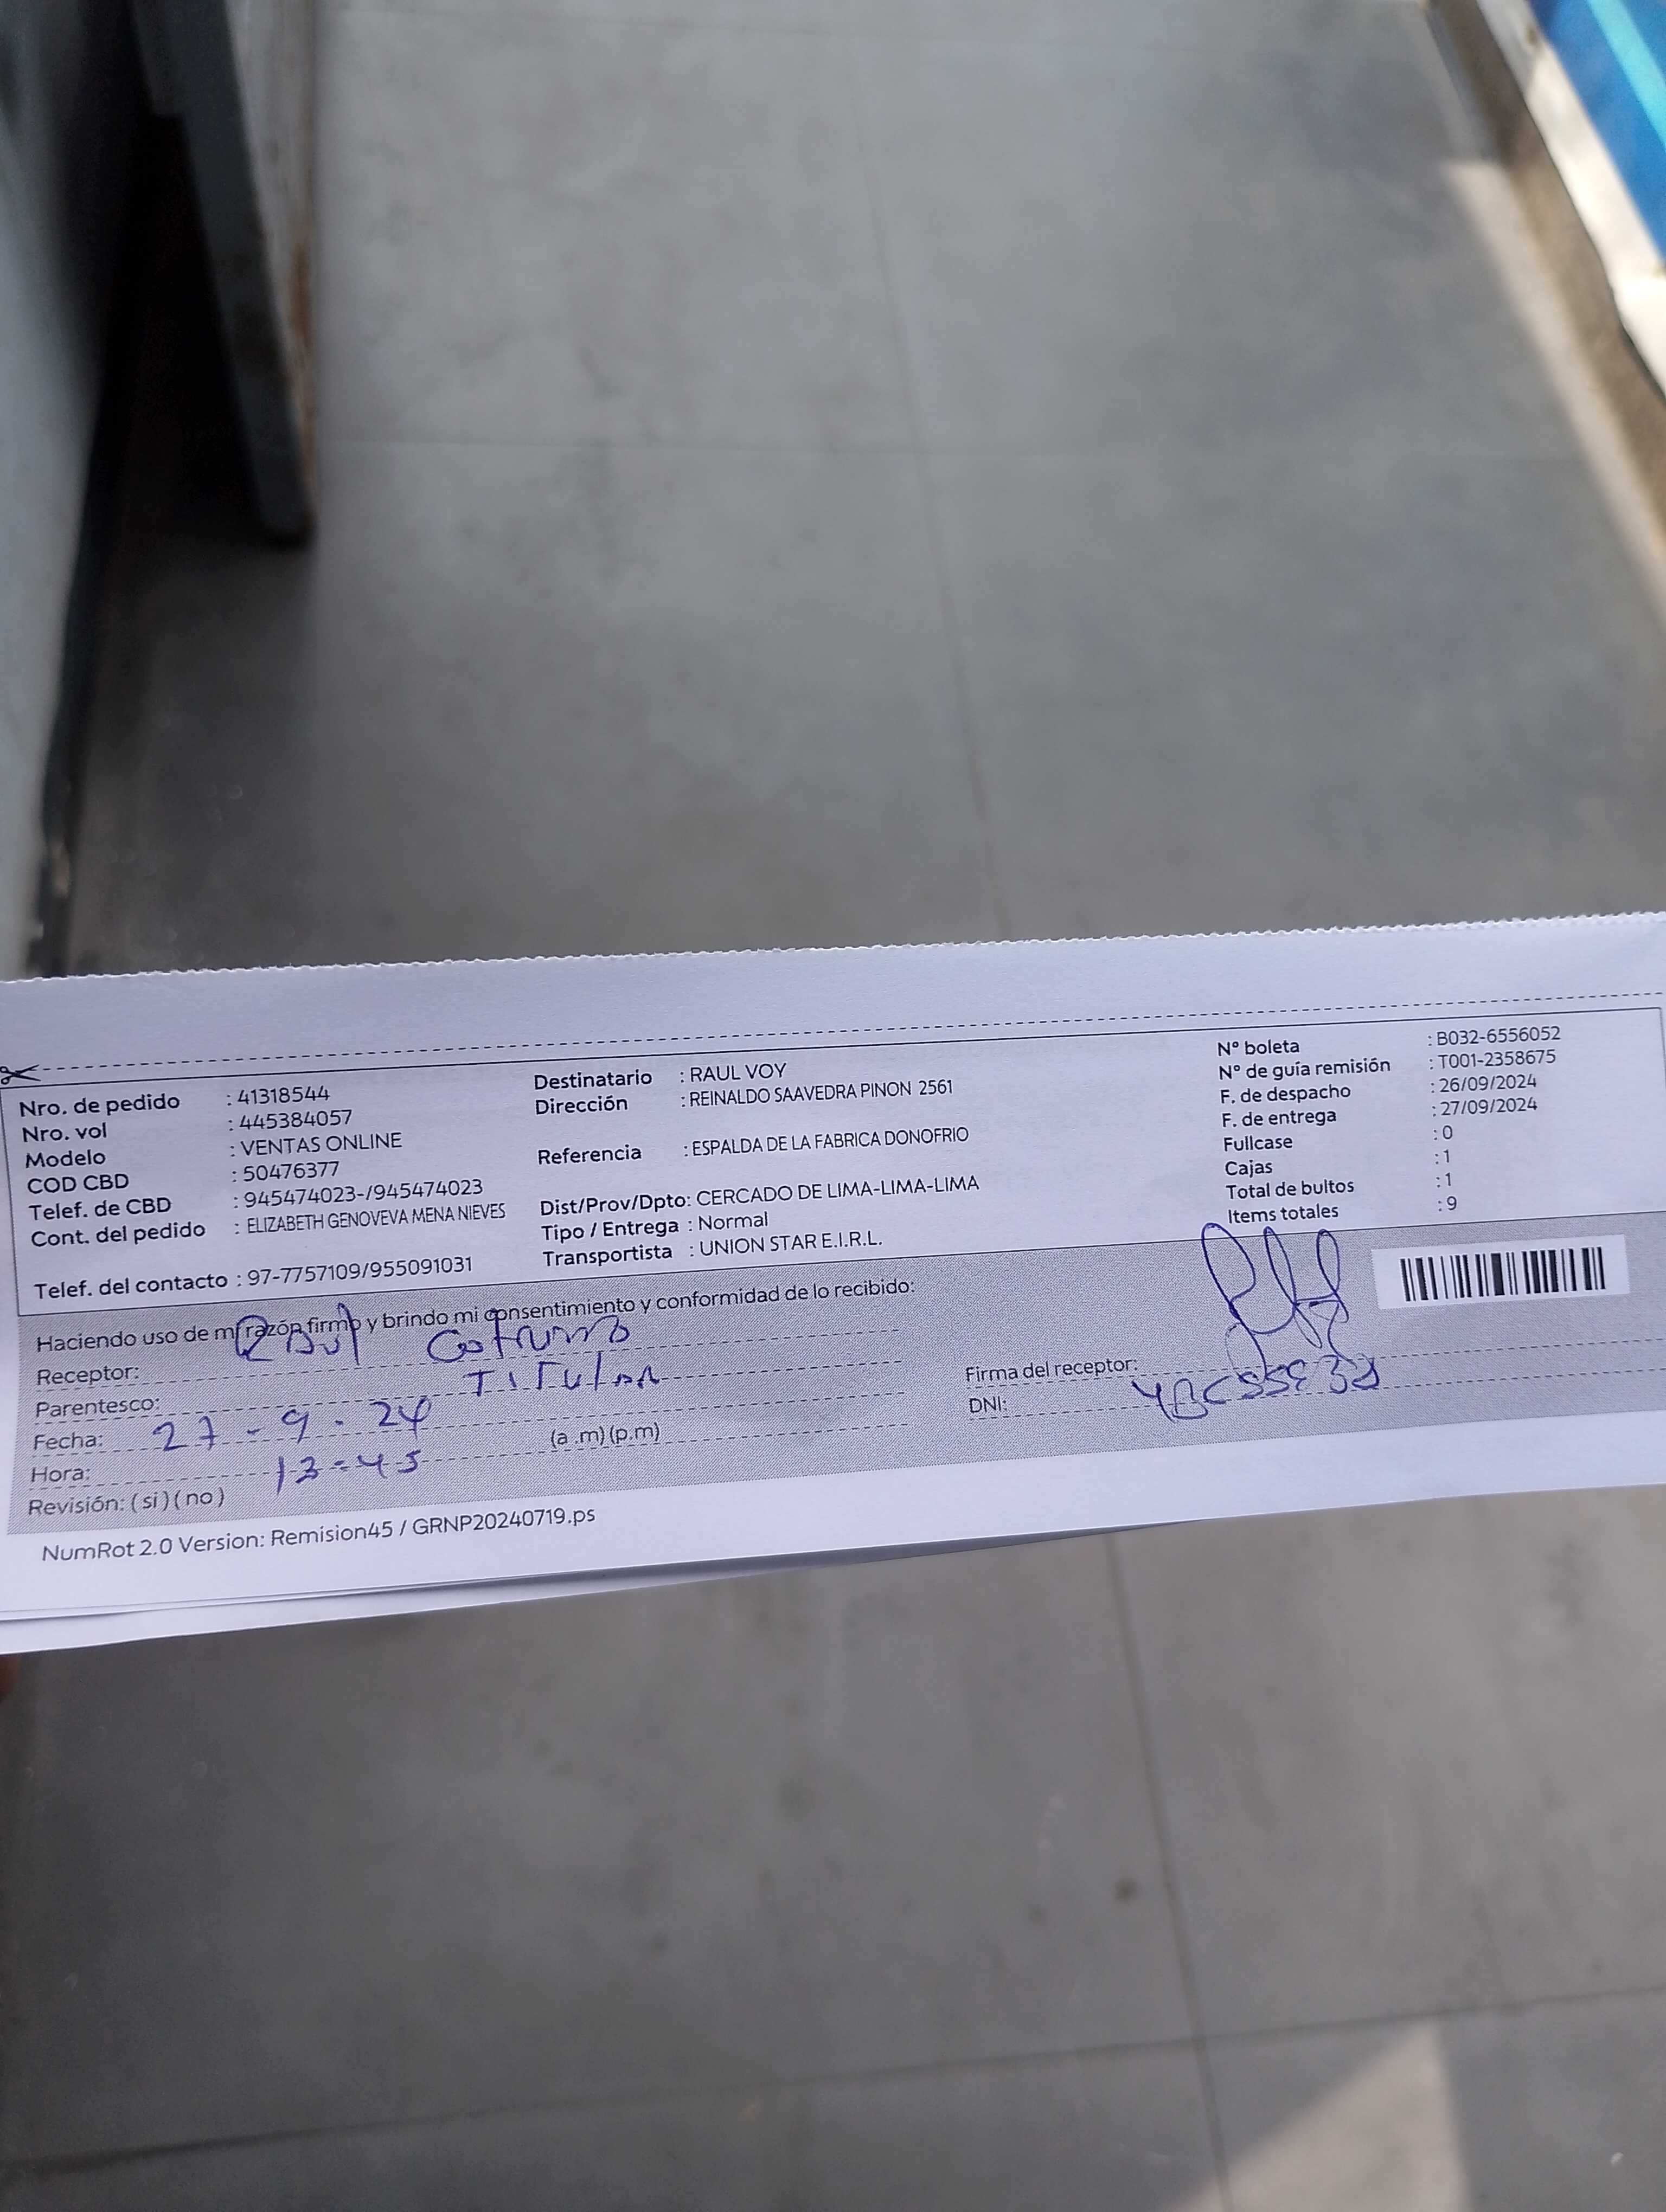 Nro. de pedido : 41318544
Nro. vol : 445384057
Modelo : VENTAS ONLINE
COD CBD : 50476377
Telef. de CBD : 945474023-/945474023
Cont. del pedido : ELIZABETH GENOVEVA MENA NIEVES
Telef. del contacto : 97-7757109/955091031
Destinatario : RAUL VOY
Dirección : REINALDO SAAVEDRA PINON 2561
Referencia : ESPALDA DE LA FABRICA DONOFRIO
Dist/Prov/Dpto: CERCADO DE LIMA-LIMA-LIMA
Tipo / Entrega : Normal
Transportista : UNION STAR E.I.R.L.
N° boleta : B032-6556052
N° de guía remisión : T001-2358675
F. de despacho : 26/09/2024
F. de entrega : 27/09/2024
Fullcase : 0
Cajas : 1
Total de bultos : 1
Items totales : 9
Haciendo uso de mi razón firmo y brindo mi consentimiento y conformidad de lo recibido:
Receptor: Raul
Parentesco: Titular
Fecha: 27-9-24
Hora: 13=45 (a .m) (p.m)
Revisión: ( si ) ( no )
Firma del receptor:
DNI:
NumRot 2.0 Version: Remision45 / GRNP20240719.ps